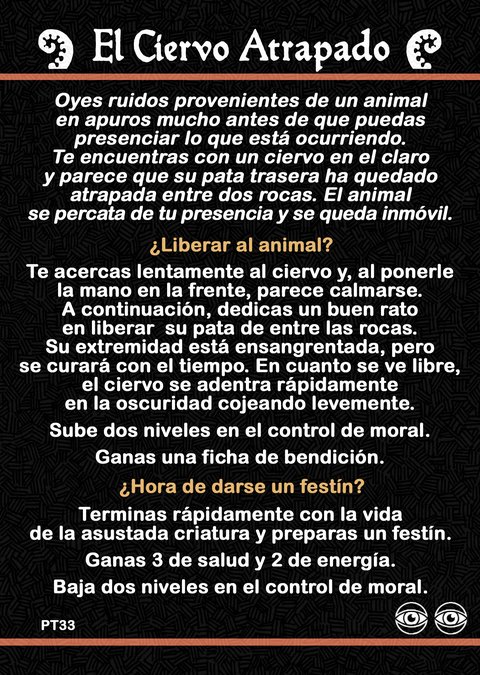 El Ciervo Atrapado
Oyes ruidos provenientes de un animal
en apuros mucho antes de que puedas
presenciar lo que está ocurriendo.
Te encuentras con un ciervo en el claro
y parece que su pata trasera ha quedado
atrapada entre dos rocas. El animal
se percata de tu presencia y se queda inmóvil.
¿Liberar al animal?
Te acercas lentamente al ciervo y, al ponerle
la mano en la frente, parece calmarse.
A continuación, dedicas un buen rato
en liberar  su pata de entre las rocas.
Su extremidad está ensangrentada, pero
se curará con el tiempo. En cuanto se ve libre,
el ciervo se adentra rápidamente
en la oscuridad cojeando levemente.
Sube dos niveles en el control de moral.
Ganas una ficha de bendición.
¿Hora de darse un festín?
Terminas rápidamente con la vida
de la asustada criatura y preparas un festín.
Ganas 3 de salud y 2 de energía.
Baja dos niveles en el control de moral.
PT33